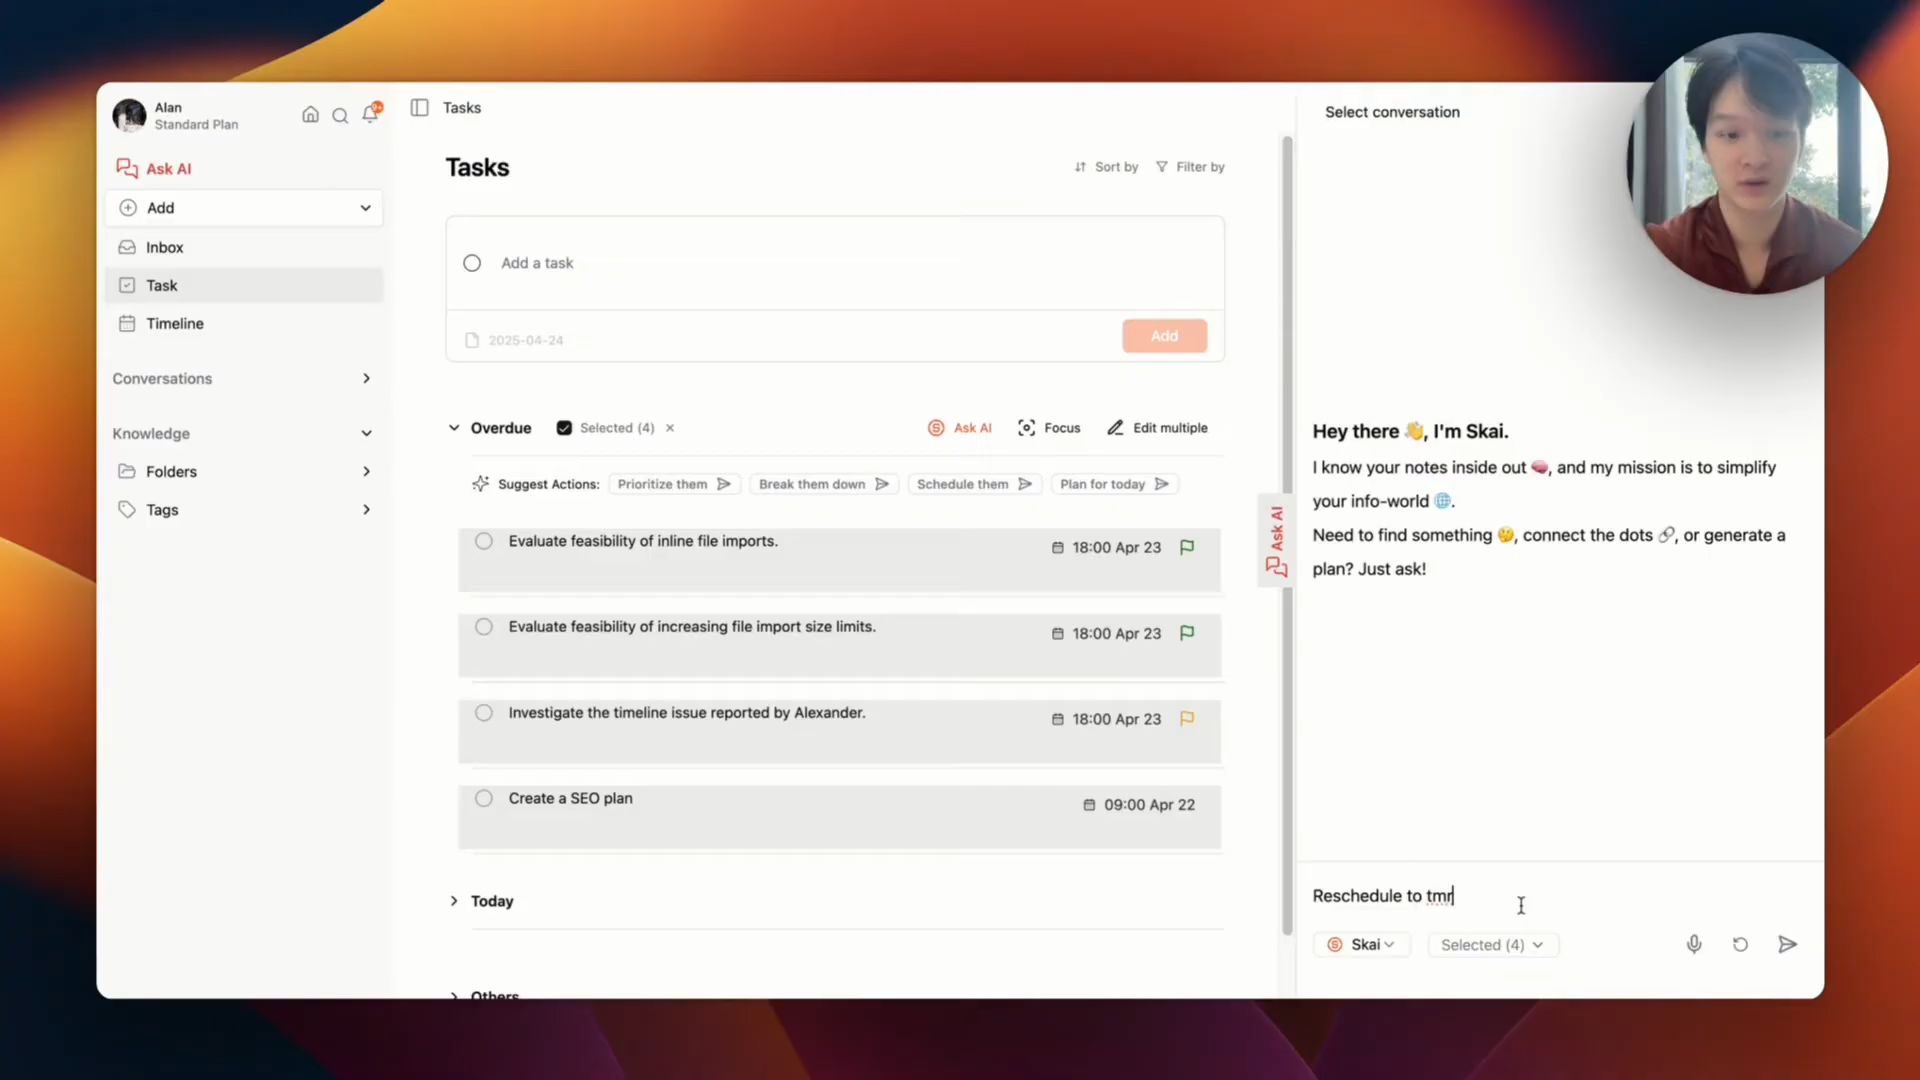 Alan
Standard Plan
9+
Ask AI
Add
Inbox
Task
Timeline
Conversations
Knowledge
Folders
Tags
Tasks
Tasks
Sort by
Filter by
Add a task
2025-04-24
Add
Overdue
Selected (4)
Ask AI
Focus
Edit multiple
Suggest Actions:
Prioritize them
Break them down
Schedule them
Plan for today
Evaluate feasibility of inline file imports.
18:00 Apr 23
Evaluate feasibility of increasing file import size limits.
18:00 Apr 23
Investigate the timeline issue reported by Alexander.
18:00 Apr 23
Create a SEO plan
09:00 Apr 22
Today
Others
Ask AI
Select conversation
Hey there 👋, I'm Skai.
I know your notes inside out 🧠, and my mission is to simplify
your info-world 🌐.
Need to find something 🤔, connect the dots 🔗, or generate a
plan? Just ask!
Reschedule to tmr
Skai
Selected (4)